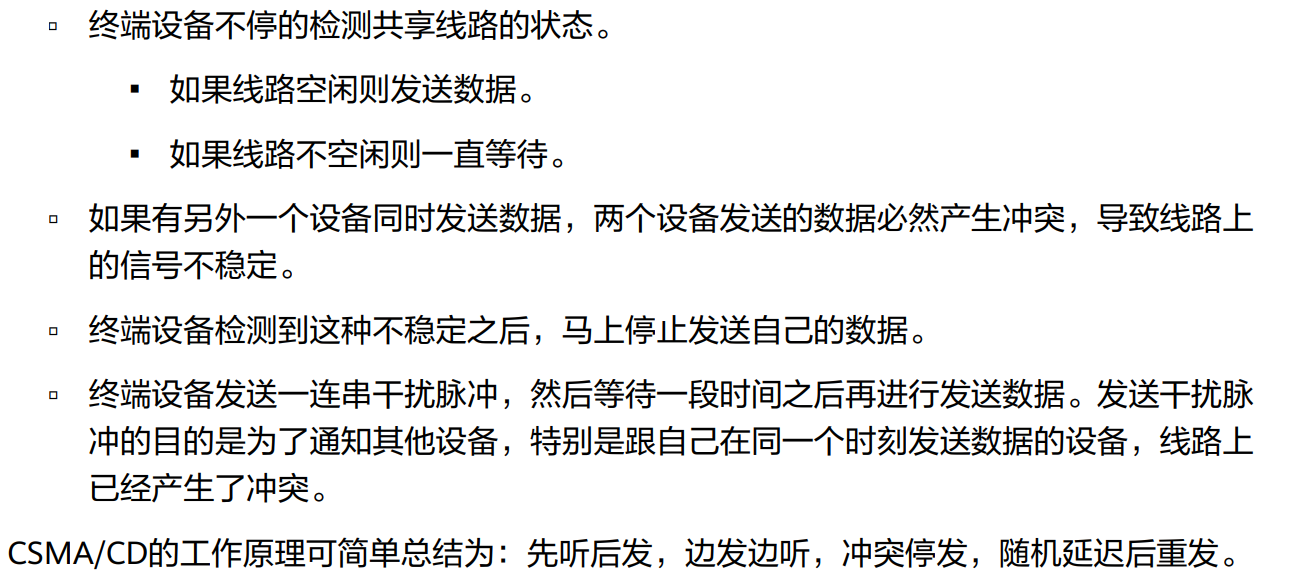 ▫ 终端设备不停的检测共享线路的状态。
▪ 如果线路空闲则发送数据。
▪ 如果线路不空闲则一直等待。
▫ 如果有另外一个设备同时发送数据，两个设备发送的数据必然产生冲突，导致线路上
的信号不稳定。
▫ 终端设备检测到这种不稳定之后，马上停止发送自己的数据。
▫ 终端设备发送一连串干扰脉冲，然后等待一段时间之后再进行发送数据。发送干扰脉
冲的目的是为了通知其他设备，特别是跟自己在同一个时刻发送数据的设备，线路上
已经产生了冲突。
CSMA/CD的工作原理可简单总结为：先听后发，边发边听，冲突停发，随机延迟后重发。